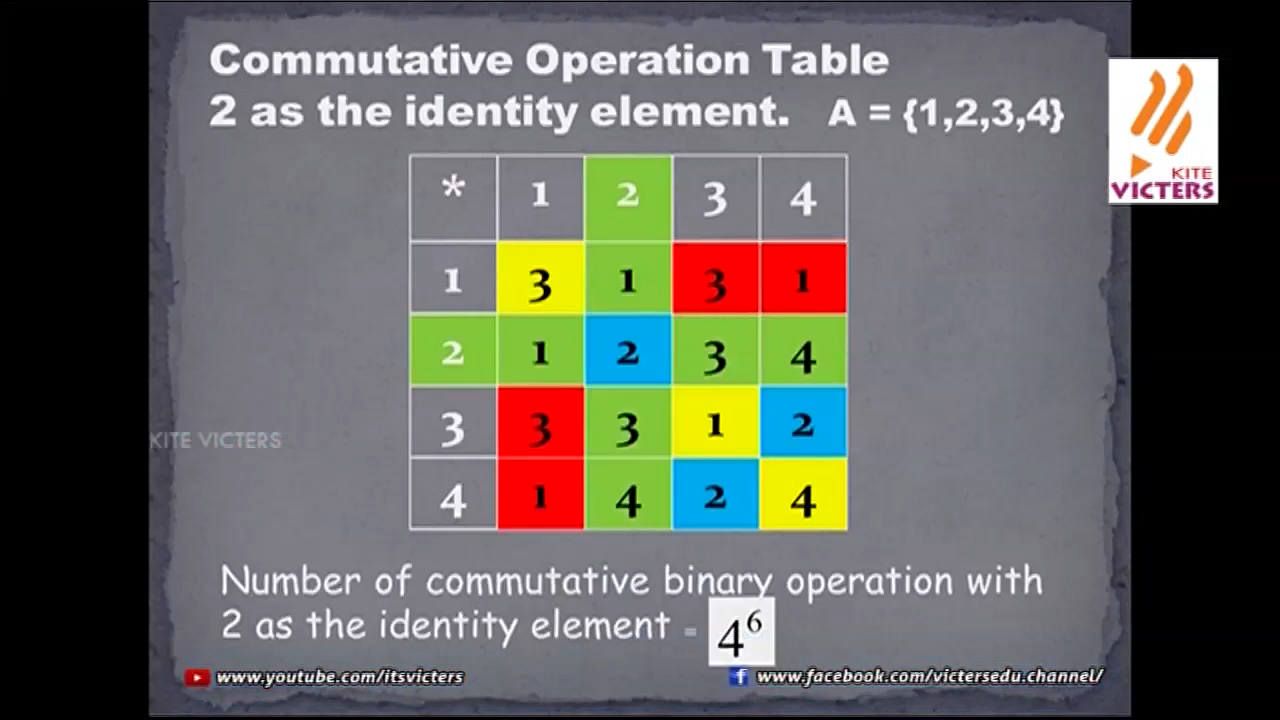 Commutative Operation Table
2 as the identity element. A = {1,2,3,4}
KITE
VICTERS
* 1 2 3 4
1 3 1 3 1
2 1 2 3 4
3 3 3 1 2
4 1 4 2 4
KITE VICTERS
Number of commutative binary operation with
2 as the identity element = 4⁶
www.youtube.com/itsvicters
www.facebook.com/victersedu.channel/